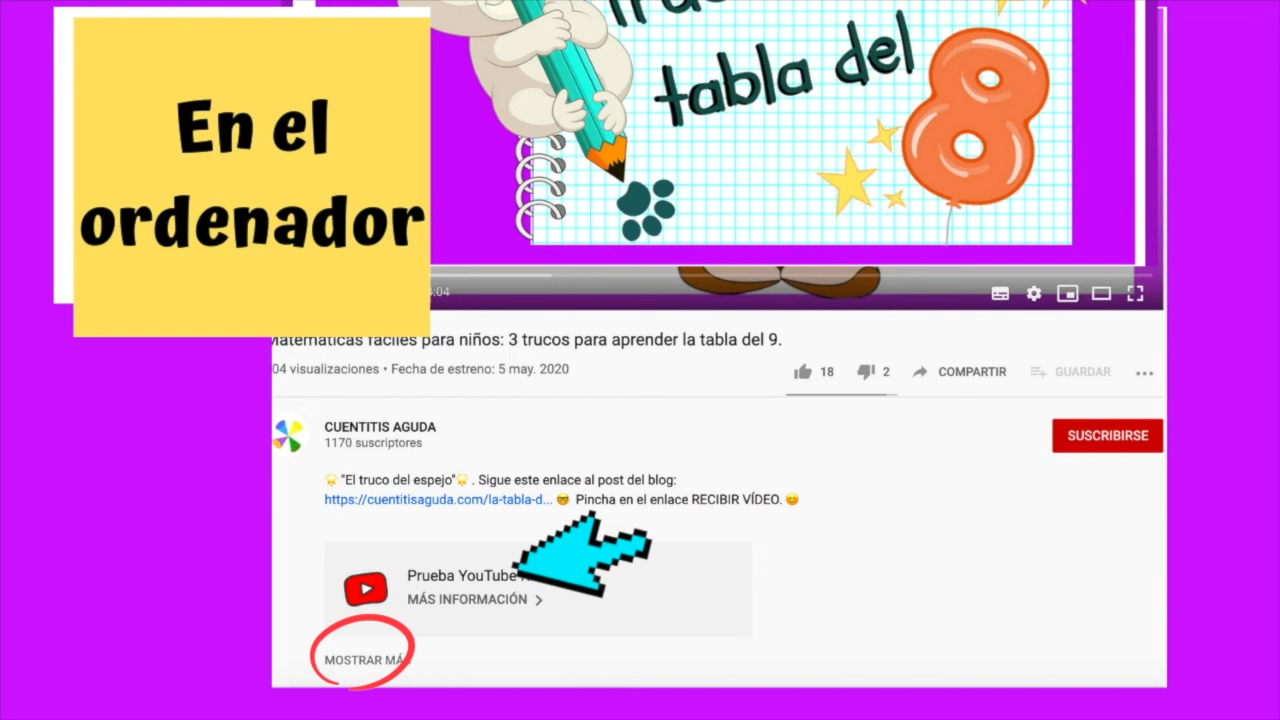 tabla del
8
En el
ordenador
:04
Matemáticas fáciles para niños: 3 trucos para aprender la tabla del 9.
04 visualizaciones • Fecha de estreno: 5 may. 2020
18
2
COMPARTIR
GUARDAR
CUENTITIS AGUDA
1170 suscriptores
SUSCRIBIRSE
"El truco del espejo" . Sigue este enlace al post del blog:
https://cuentitisaguda.com/la-tabla-d... Pincha en el enlace RECIBIR VÍDEO.
Prueba YouTube
MÁS INFORMACIÓN
MOSTRAR MÁS